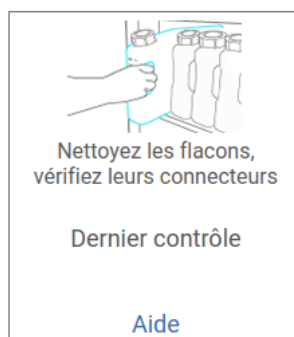 Nettoyez les flacons,
vérifiez leurs connecteurs
Dernier contrôle
Aide